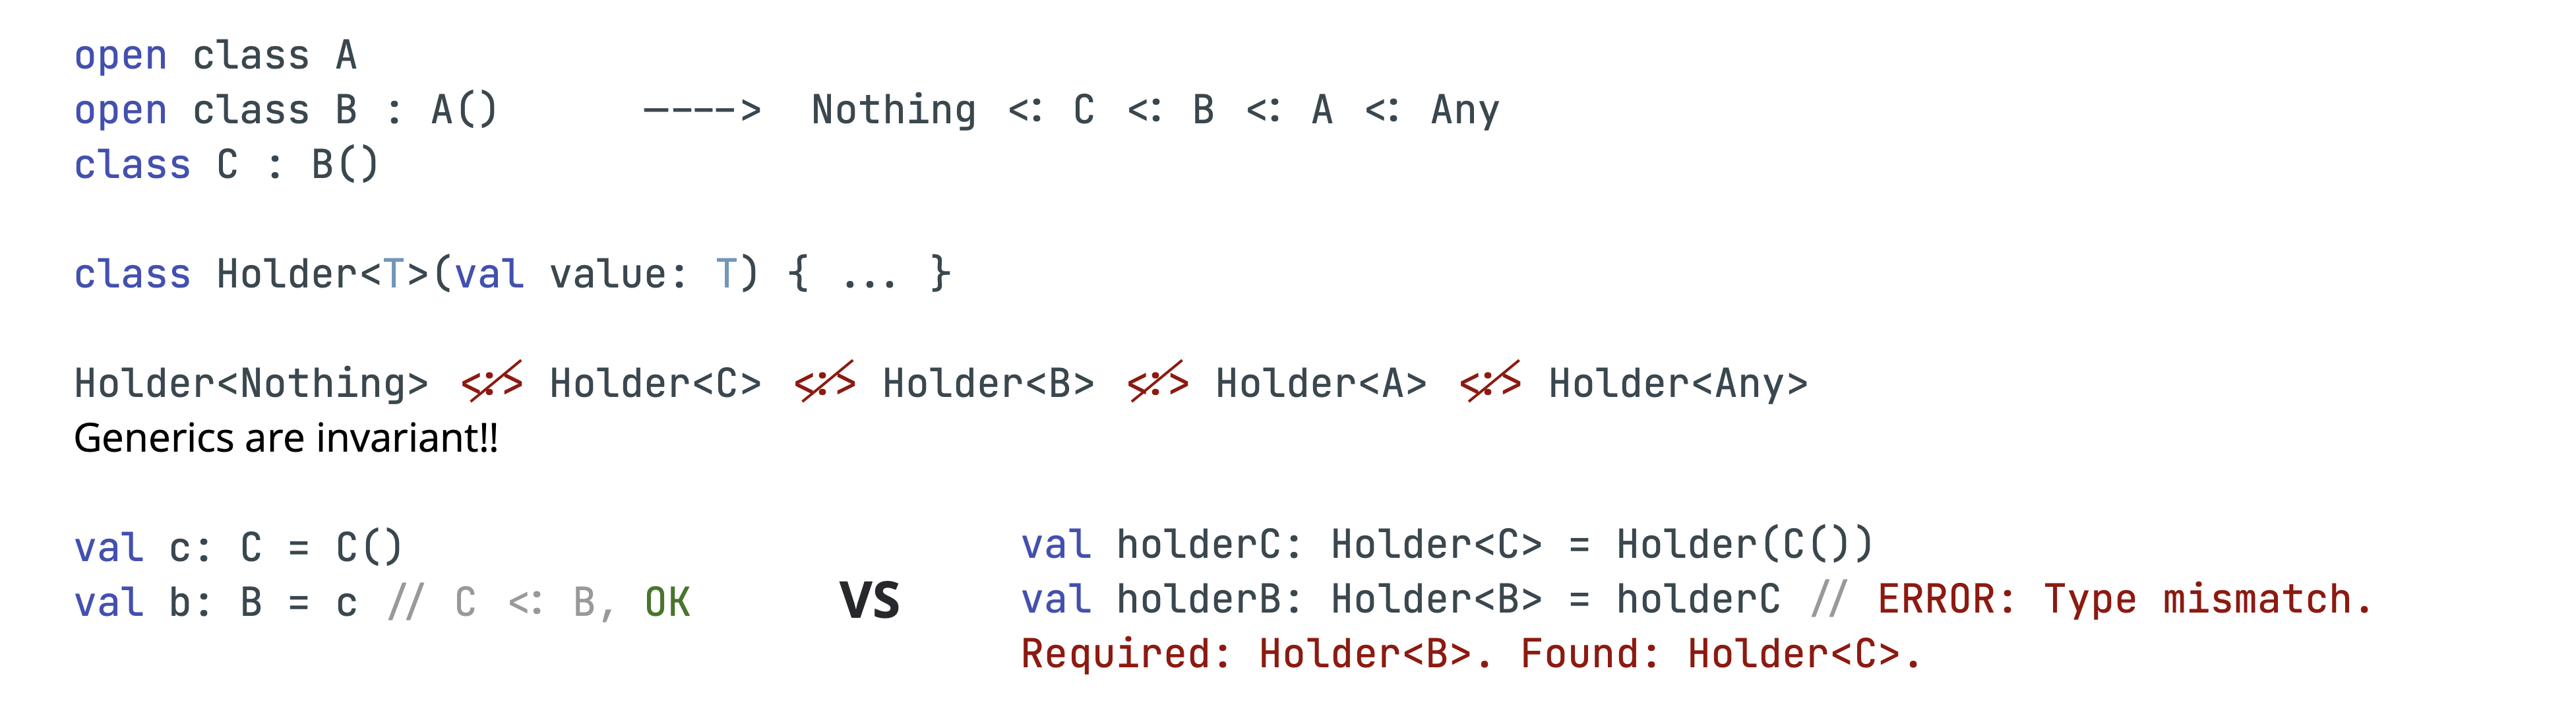 open class A
open class B : A()     ----> Nothing <: C <: B <: A <: Any
class C : B()
class Holder<T>(val value: T) { ... }
Holder<Nothing> <:> Holder<C> <:> Holder<B> <:> Holder<A> <:> Holder<Any>
Generics are invariant!!
val c: C = C()
val b: B = c // C <: B, OK
VS
val holderC: Holder<C> = Holder(C())
val holderB: Holder<B> = holderC // ERROR: Type mismatch.
Required: Holder<B>. Found: Holder<C>.